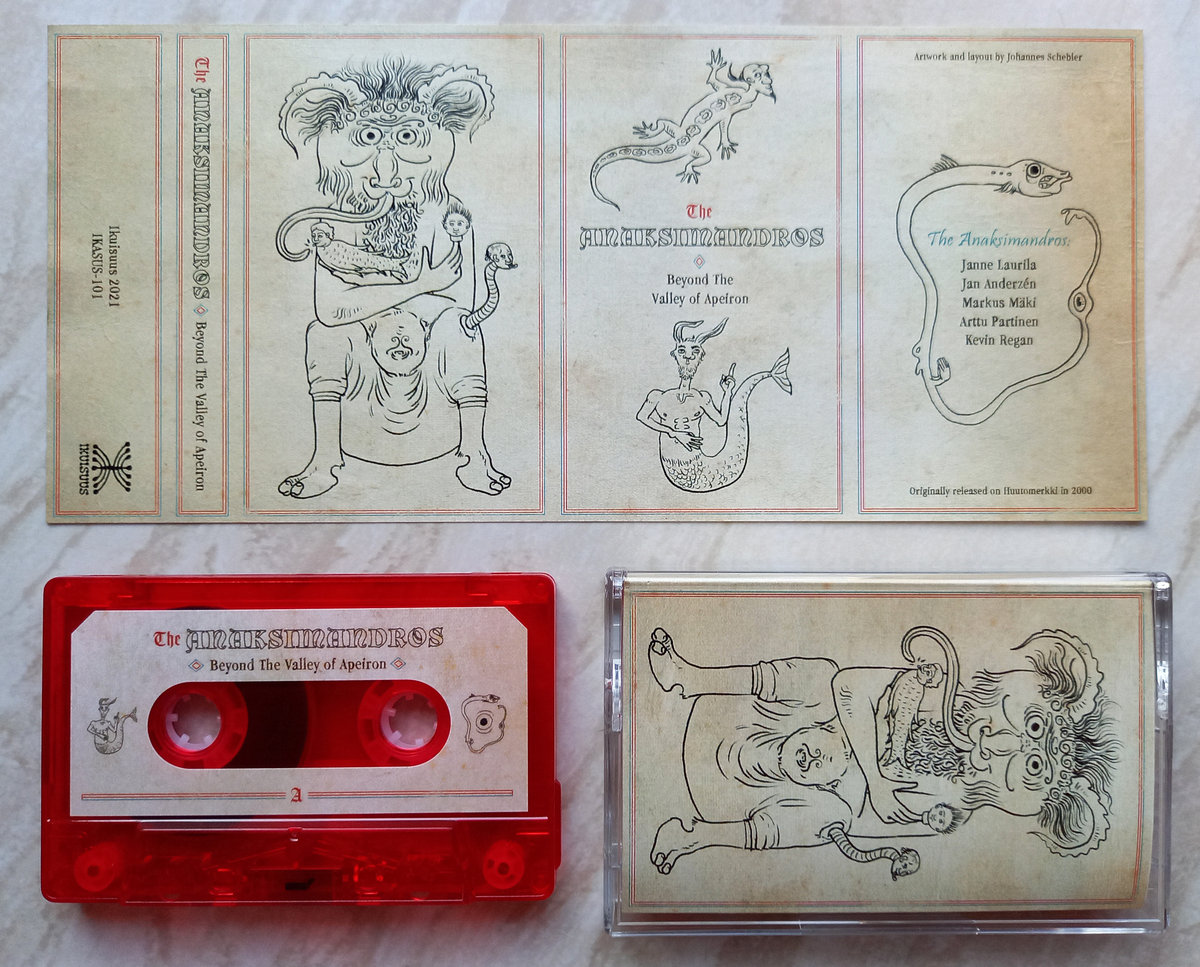 Ikuisuus 2021
IKASUS-101
IKUISUUS
The ANAKSIMANDROS Beyond The Valley of Apeiron
The
ANAKSIMANDROS
Beyond The
Valley of Apeiron
Artwork and layout by Johannes Schebler
The Anaksimandros:
Janne Laurila
Jan Anderzén
Markus Mäki
Arttu Partinen
Kevin Regan
Originally released on Huutomerkki in 2000
The ANAKSIMANDROS
Beyond The Valley of Apeiron
A